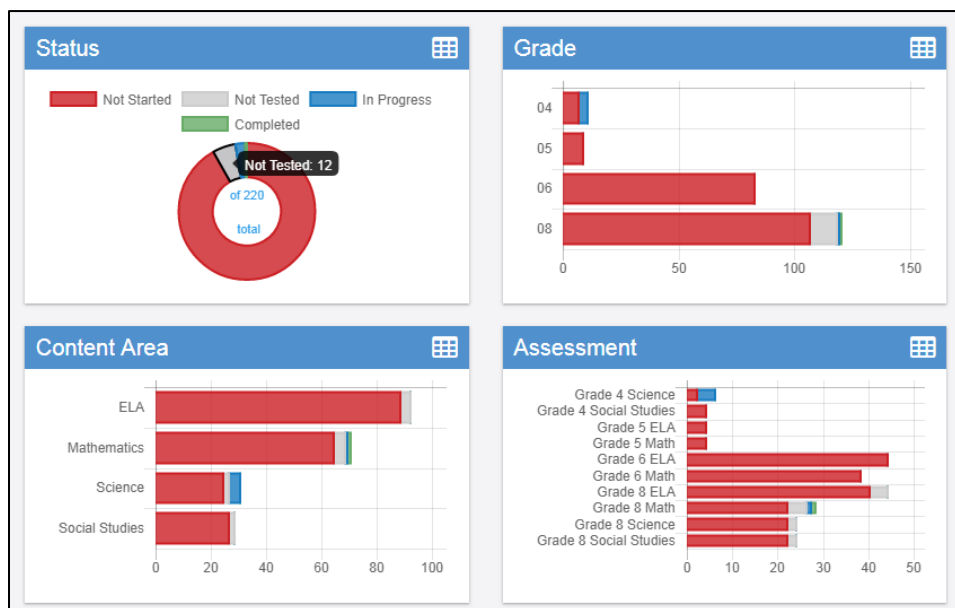 Status
Not Started Not Tested In Progress
Completed
Not Tested: 12
of 220
total
Grade
04
05
06
08
0 50 100 150
Content Area
ELA
Mathematics
Science
Social Studies
0 20 40 60 80 100
Assessment
Grade 4 Science
Grade 4 Social Studies
Grade 5 ELA
Grade 5 Math
Grade 6 ELA
Grade 6 Math
Grade 8 ELA
Grade 8 Math
Grade 8 Science
Grade 8 Social Studies
0 10 20 30 40 50